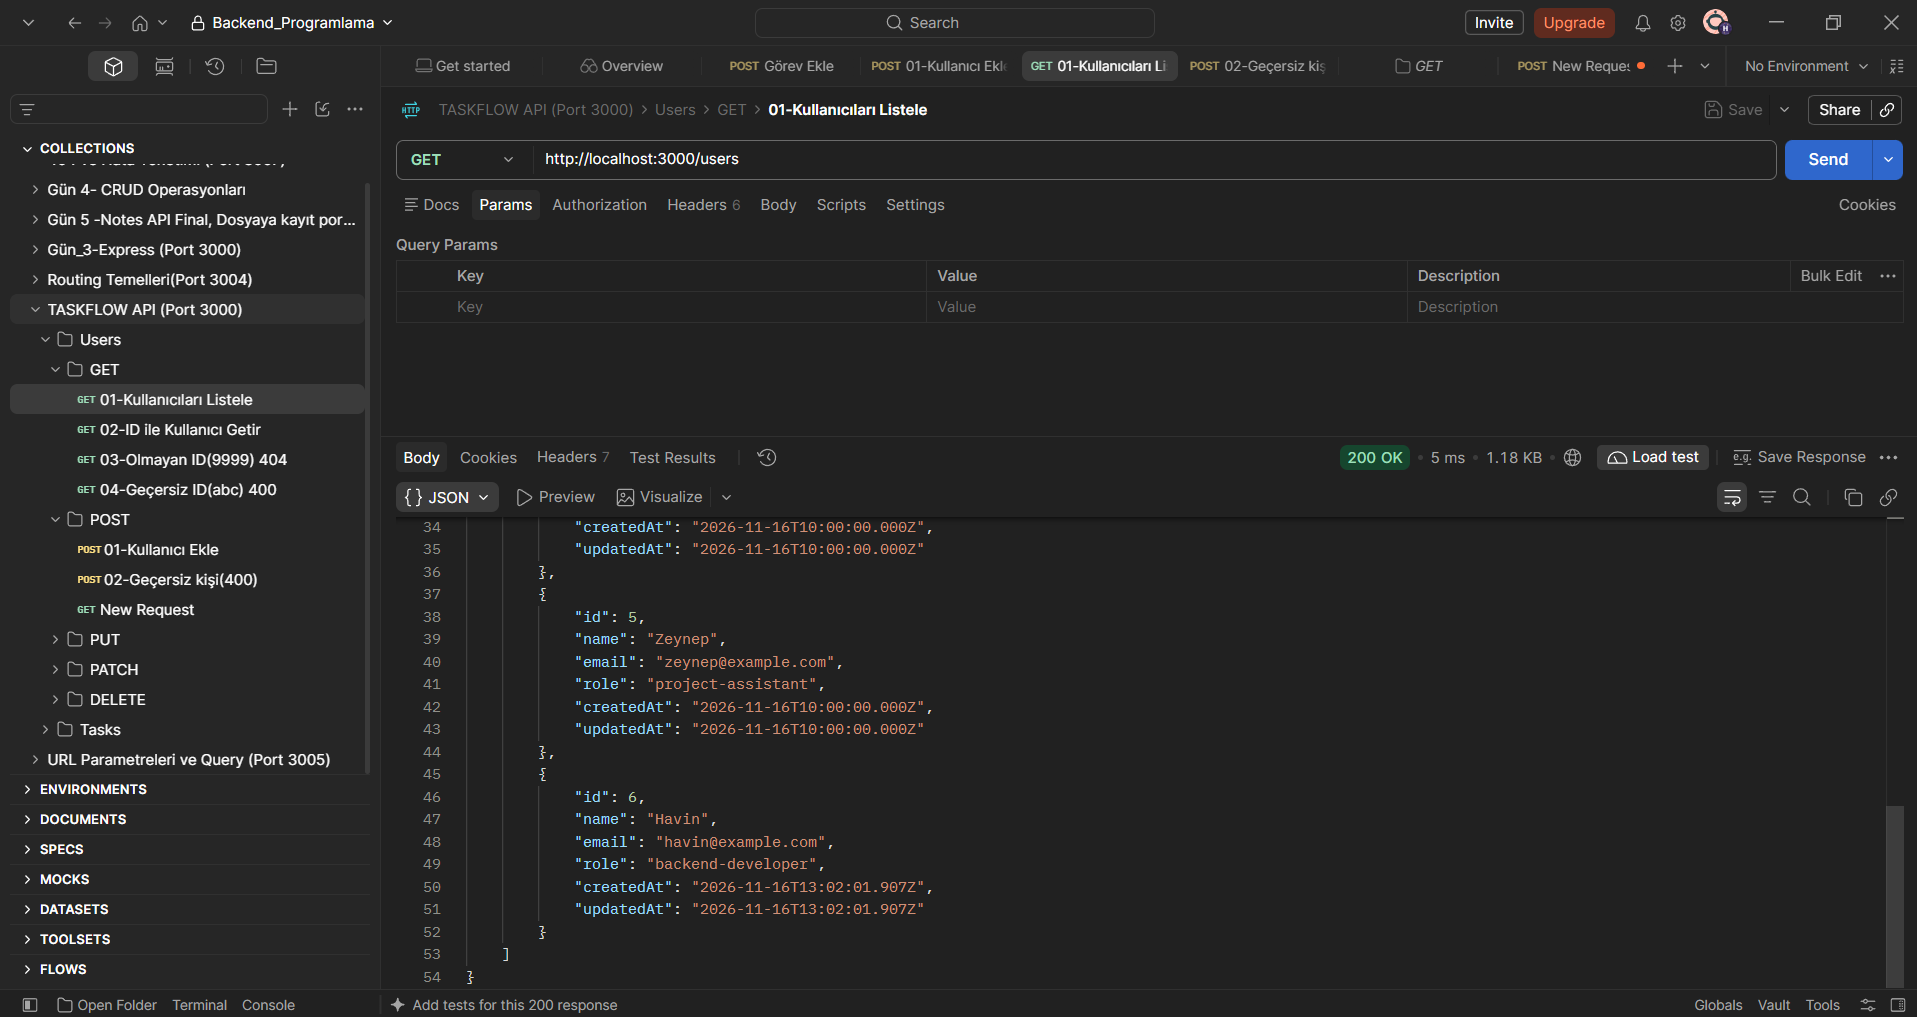 Backend_Programlama
Search
Invite
Upgrade
Get started
Overview
POST Görev Ekle
POST 01-Kullanıcı Ekl
GET 01-Kullanıcıları Li
POST 02-Geçersiz kiş
GET
POST New Reques
No Environment
TASKFLOW API (Port 3000) > Users > GET > 01-Kullanıcıları Listele
Save
Share
COLLECTIONS
GET
http://localhost:3000/users
Send
Gün 4- CRUD Operasyonları
Gün 5 -Notes API Final, Dosyaya kayıt por...
Gün_3-Express (Port 3000)
Routing Temelleri(Port 3004)
TASKFLOW API (Port 3000)
Users
GET
GET 01-Kullanıcıları Listele
GET 02-ID ile Kullanıcı Getir
GET 03-Olmayan ID(9999) 404
GET 04-Geçersiz ID(abc) 400
POST
POST 01-Kullanıcı Ekle
POST 02-Geçersiz kişi(400)
GET New Request
PUT
PATCH
DELETE
Tasks
URL Parametreleri ve Query (Port 3005)
ENVIRONMENTS
DOCUMENTS
SPECS
MOCKS
DATASETS
TOOLSETS
FLOWS
Docs
Params
Authorization
Headers 6
Body
Scripts
Settings
Cookies
Query Params
Key
Value
Description
Bulk Edit
Key
Value
Description
Body
Cookies
Headers 7
Test Results
200 OK
5 ms
1.18 KB
Load test
e.g. Save Response
{} JSON
Preview
Visualize
34 "createdAt": "2026-11-16T10:00:00.000Z",
35 "updatedAt": "2026-11-16T10:00:00.000Z"
36 },
37 {
38 "id": 5,
39 "name": "Zeynep",
40 "email": "zeynep@example.com",
41 "role": "project-assistant",
42 "createdAt": "2026-11-16T10:00:00.000Z",
43 "updatedAt": "2026-11-16T10:00:00.000Z"
44 },
45 {
46 "id": 6,
47 "name": "Havin",
48 "email": "havin@example.com",
49 "role": "backend-developer",
50 "createdAt": "2026-11-16T13:02:01.907Z",
51 "updatedAt": "2026-11-16T13:02:01.907Z"
52 }
53 ]
54 }
Open Folder
Terminal
Console
Add tests for this 200 response
Globals
Vault
Tools